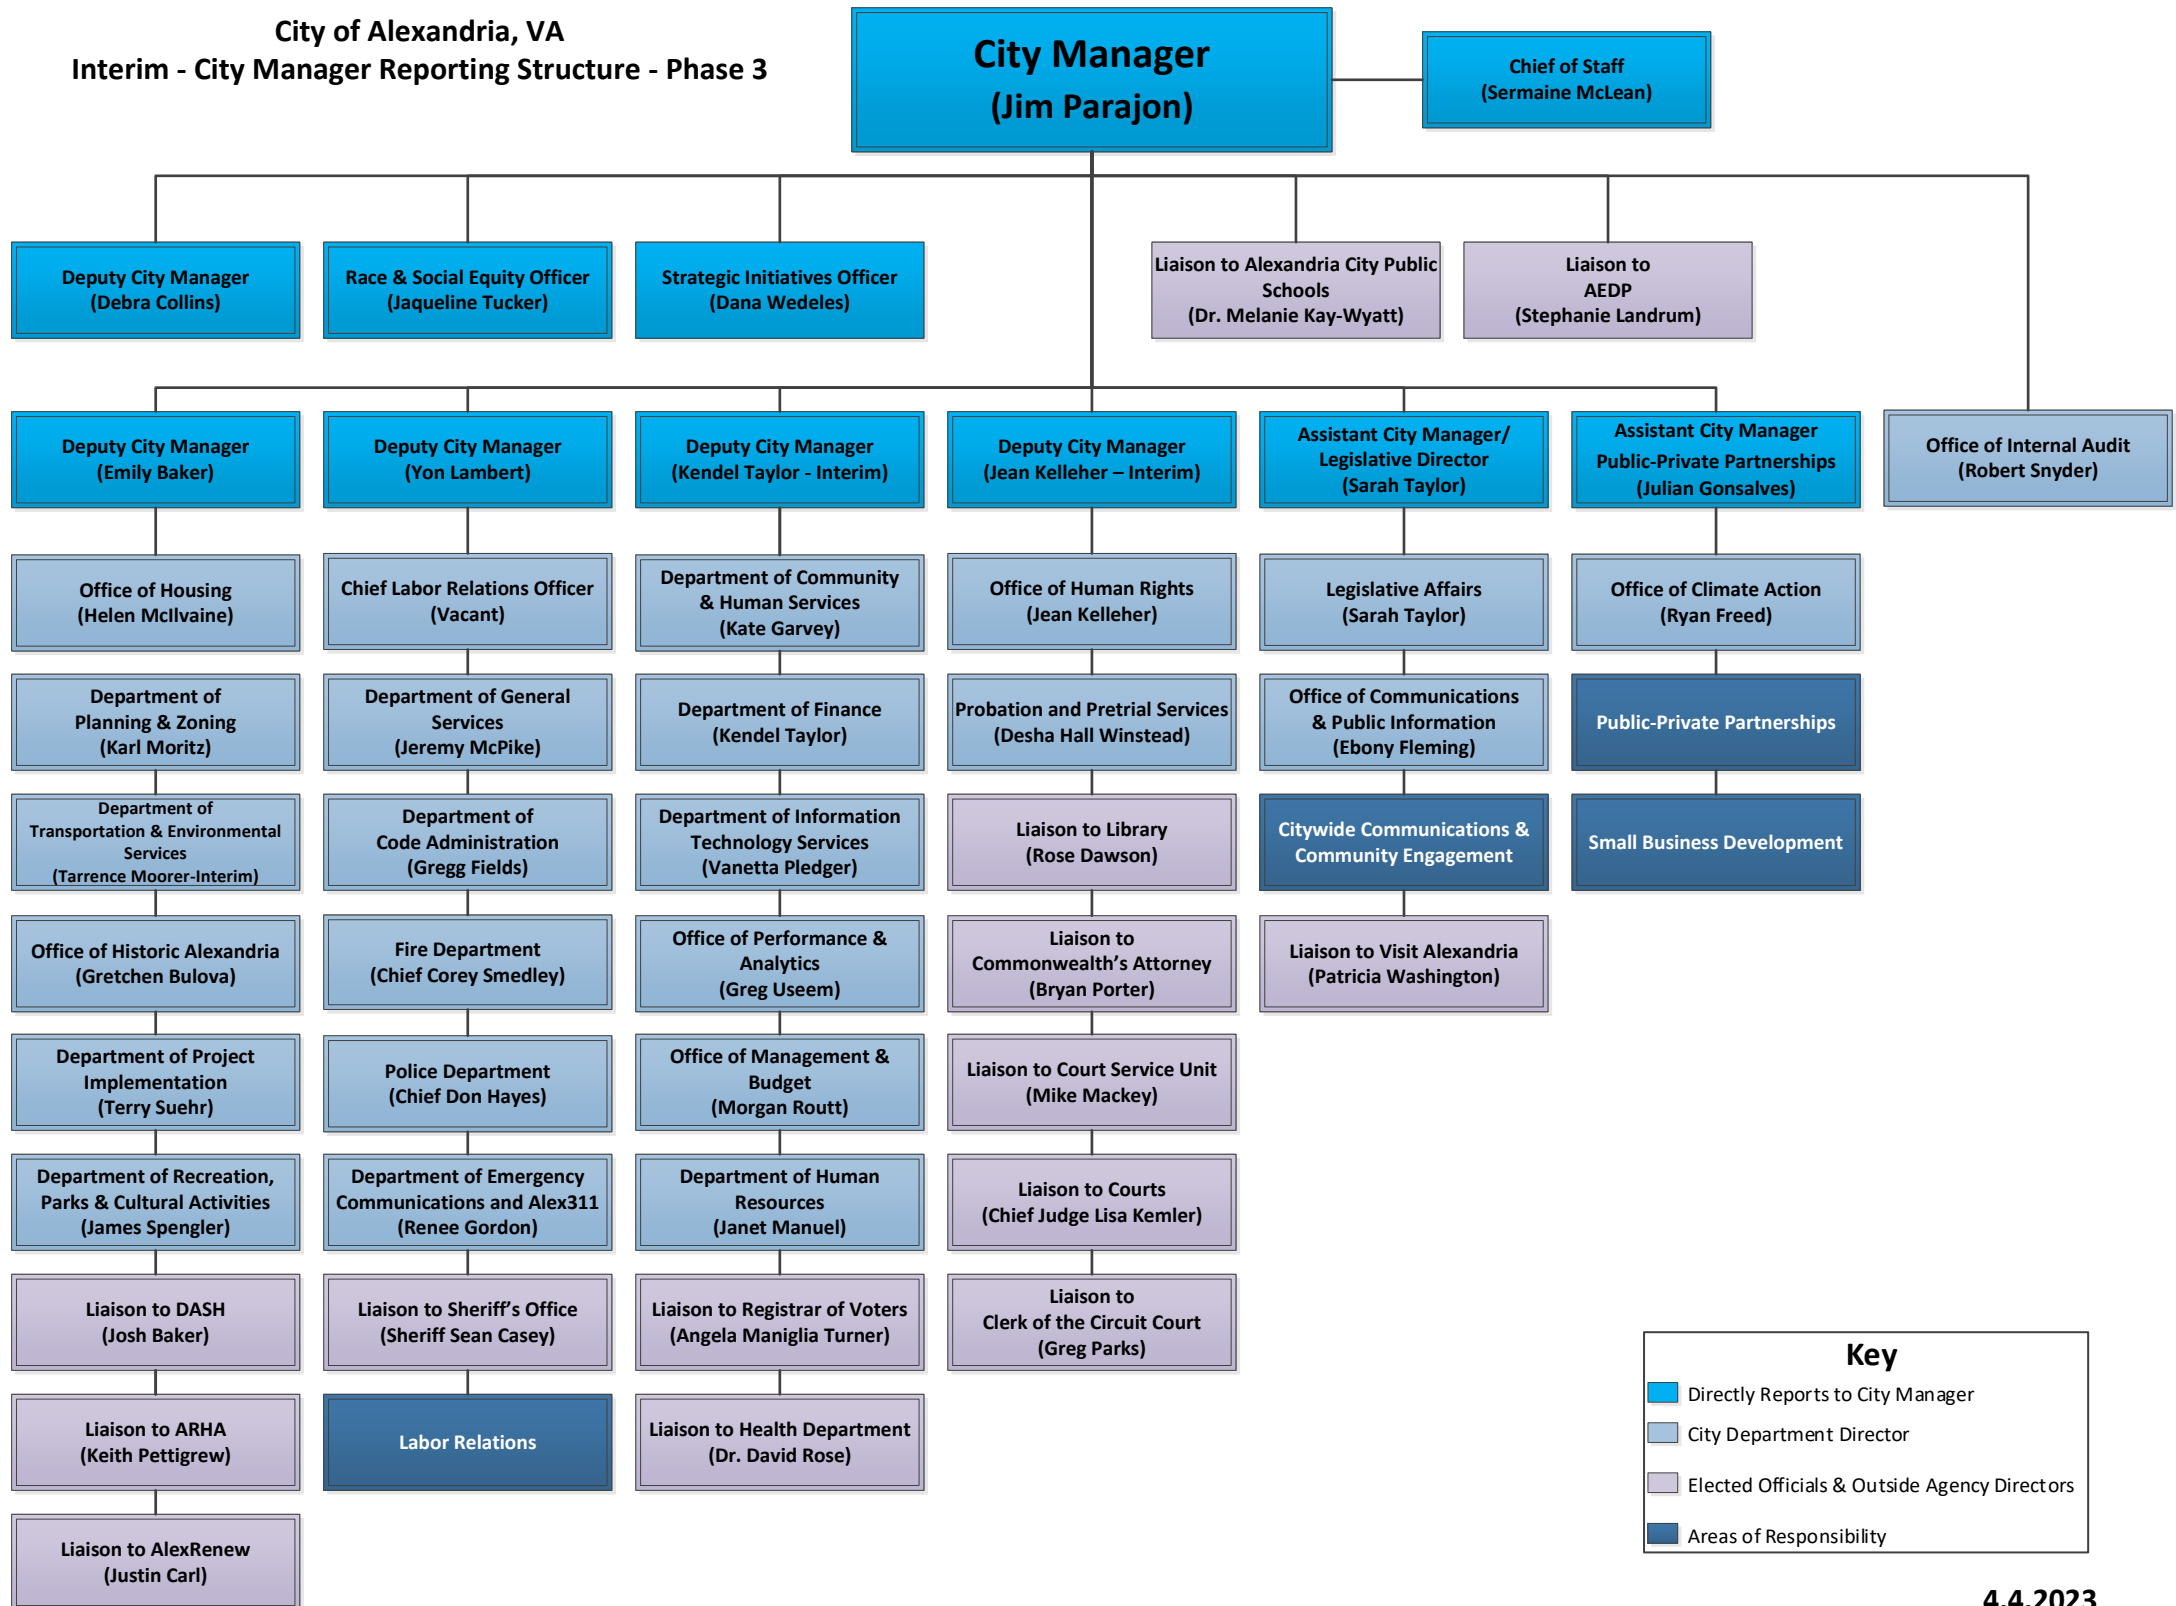 City of Alexandria, VA
Interim - City Manager Reporting Structure - Phase 3
City Manager
(Jim Parajon)
Chief of Staff
(Sermaine McLean)
Deputy City Manager
(Debra Collins)
Race & Social Equity Officer
(Jaqueline Tucker)
Strategic Initiatives Officer
(Dana Wedeles)
Liaison to Alexandria City Public
Schools
(Dr. Melanie Kay-Wyatt)
Liaison to
AEDP
(Stephanie Landrum)
Deputy City Manager
(Emily Baker)
Deputy City Manager
(Yon Lambert)
Deputy City Manager
(Kendel Taylor - Interim)
Deputy City Manager
(Jean Kelleher – Interim)
Assistant City Manager/
Legislative Director
(Sarah Taylor)
Assistant City Manager
Public-Private Partnerships
(Julian Gonsalves)
Office of Internal Audit
(Robert Snyder)
Office of Housing
(Helen McIlvaine)
Chief Labor Relations Officer
(Vacant)
Department of Community
& Human Services
(Kate Garvey)
Office of Human Rights
(Jean Kelleher)
Legislative Affairs
(Sarah Taylor)
Office of Climate Action
(Ryan Freed)
Department of
Planning & Zoning
(Karl Moritz)
Department of General
Services
(Jeremy McPike)
Department of Finance
(Kendel Taylor)
Probation and Pretrial Services
(Desha Hall Winstead)
Office of Communications
& Public Information
(Ebony Fleming)
Public-Private Partnerships
Department of
Transportation & Environmental
Services
(Tarrence Moorer-Interim)
Department of
Code Administration
(Gregg Fields)
Department of Information
Technology Services
(Vanetta Pledger)
Liaison to Library
(Rose Dawson)
Citywide Communications &
Community Engagement
Small Business Development
Office of Historic Alexandria
(Gretchen Bulova)
Fire Department
(Chief Corey Smedley)
Office of Performance &
Analytics
(Greg Useem)
Liaison to
Commonwealth’s Attorney
(Bryan Porter)
Liaison to Visit Alexandria
(Patricia Washington)
Department of Project
Implementation
(Terry Suehr)
Police Department
(Chief Don Hayes)
Office of Management &
Budget
(Morgan Routt)
Liaison to Court Service Unit
(Mike Mackey)
Department of Recreation,
Parks & Cultural Activities
(James Spengler)
Department of Emergency
Communications and Alex311
(Renee Gordon)
Department of Human
Resources
(Janet Manuel)
Liaison to Courts
(Chief Judge Lisa Kemler)
Liaison to DASH
(Josh Baker)
Liaison to Sheriff’s Office
(Sheriff Sean Casey)
Liaison to Registrar of Voters
(Angela Maniglia Turner)
Liaison to
Clerk of the Circuit Court
(Greg Parks)
Liaison to ARHA
(Keith Pettigrew)
Labor Relations
Liaison to Health Department
(Dr. David Rose)
Liaison to AlexRenew
(Justin Carl)
Key
Directly Reports to City Manager
City Department Director
Elected Officials & Outside Agency Directors
Areas of Responsibility
4.4.2023